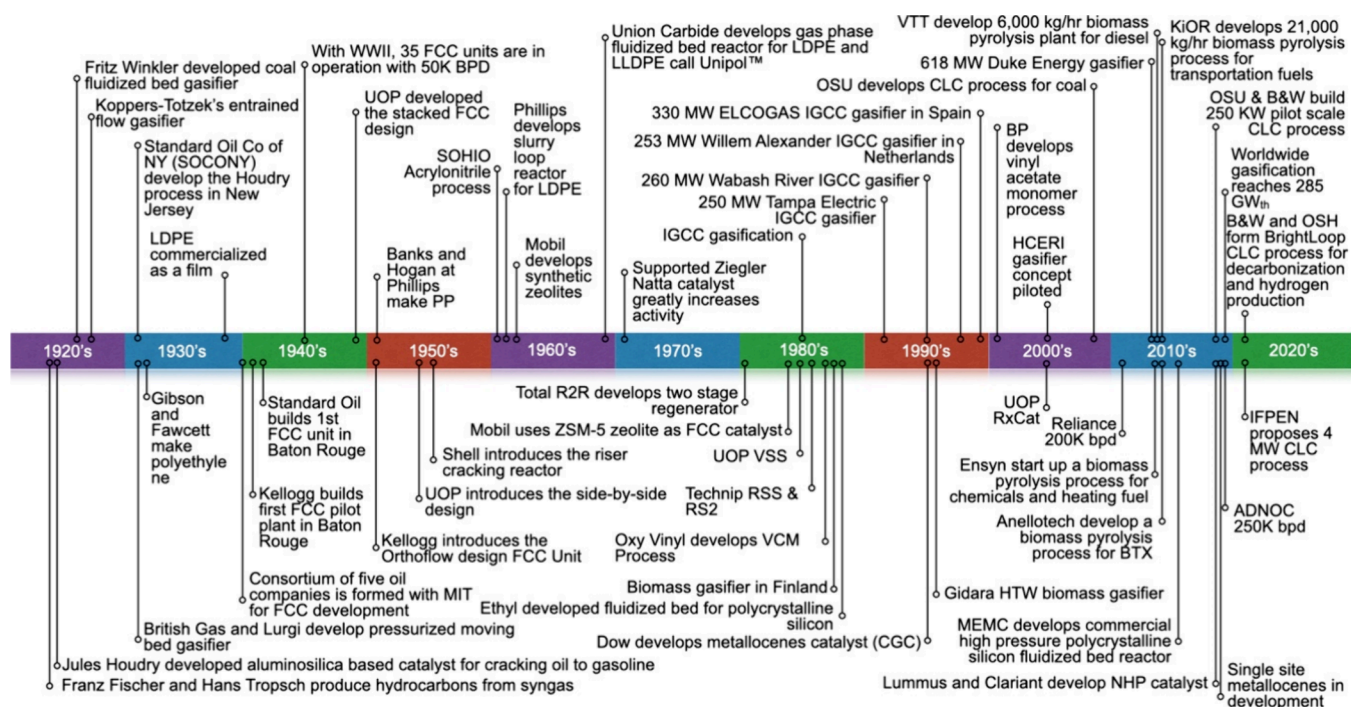 Fritz Winkler developed coal
fluidized bed gasifier
Koppers-Totzek's entrained
flow gasifier
Standard Oil Co of
NY (SOCONY)
develop the Houdry
process in New
Jersey
LDPE
commercialized
as a film
With WWII, 35 FCC units are in
operation with 50K BPD
UOP developed
the stacked FCC
design
Banks and
Hogan at
Phillips
make PP
SOHIO
Acrylonitrile
process
Phillips
develops
slurry
loop
reactor
for LDPE
Mobil
develops
synthetic
zeolites
Union Carbide develops gas phase
fluidized bed reactor for LDPE and
LLDPE call Unipol™
Supported Ziegler
Natta catalyst
greatly increases
activity
IGCC gasification
250 MW Tampa Electric
IGCC gasifier
260 MW Wabash River IGCC gasifier
253 MW Willem Alexander IGCC gasifier in
Netherlands
330 MW ELCOGAS IGCC gasifier in Spain
BP
develops
vinyl
acetate
monomer
process
HCERI
gasifier
concept
piloted
OSU develops CLC process for coal
618 MW Duke Energy gasifier
VTT develop 6,000 kg/hr biomass
pyrolysis plant for diesel
KiOR develops 21,000
kg/hr biomass pyrolysis
process for
transportation fuels
OSU & B&W build
250 KW pilot scale
CLC process
Worldwide
gasification
reaches 285
GWth
B&W and OSH
form BrightLoop
CLC process for
decarbonization
and hydrogen
production
1920's
1930's
1940's
1950's
1960's
1970's
1980's
1990's
2000's
2010's
2020's
Gibson
and
Fawcett
make
polyethyle
ne
Standard Oil
builds 1st
FCC unit in
Baton Rouge
Kellogg builds
first FCC pilot
plant in Baton
Rouge
Consortium of five oil
companies is formed with MIT
for FCC development
British Gas and Lurgi develop pressurized moving
bed gasifier
Jules Houdry developed aluminosilica based catalyst for cracking oil to gasoline
Franz Fischer and Hans Tropsch produce hydrocarbons from syngas
Shell introduces the riser
cracking reactor
UOP introduces the side-by-side
design
Kellogg introduces the
Orthoflow design FCC Unit
Total R2R develops two stage
regenerator
Mobil uses ZSM-5 zeolite as FCC catalyst
UOP VSS
Technip RSS &
RS2
Oxy Vinyl develops VCM
Process
Biomass gasifier in Finland
Ethyl developed fluidized bed for polycrystalline
silicon
Dow develops metallocenes catalyst (CGC)
Gidara HTW biomass gasifier
UOP
RxCat
Reliance
200K bpd
Ensyn start up a biomass
pyrolysis process for
chemicals and heating fuel
Anellotech develop a
biomass pyrolysis
process for BTX
MEMC develops commercial
high pressure polycrystalline
silicon fluidized bed reactor
Lummus and Clariant develop NHP catalyst
Single site
metallocenes in
development
ADNOC
250K bpd
IFPEN
proposes 4
MW CLC
process